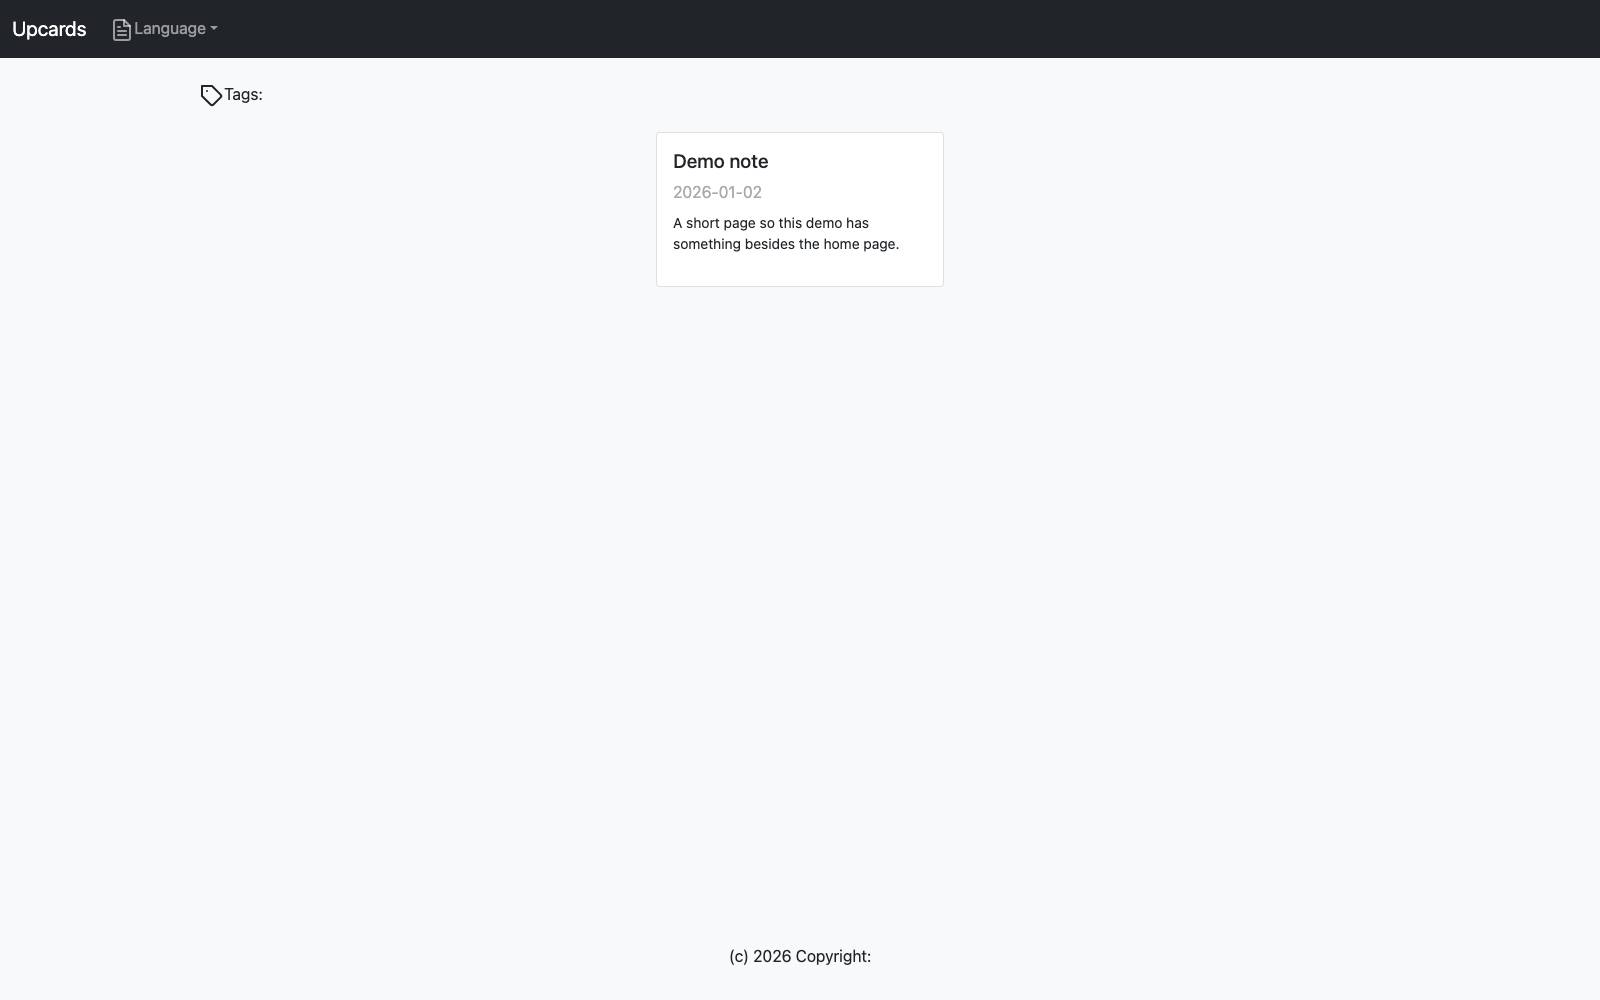 Upcards
Language
Tags:
Demo note
2026-01-02
A short page so this demo has
something besides the home page.
(c) 2026 Copyright: